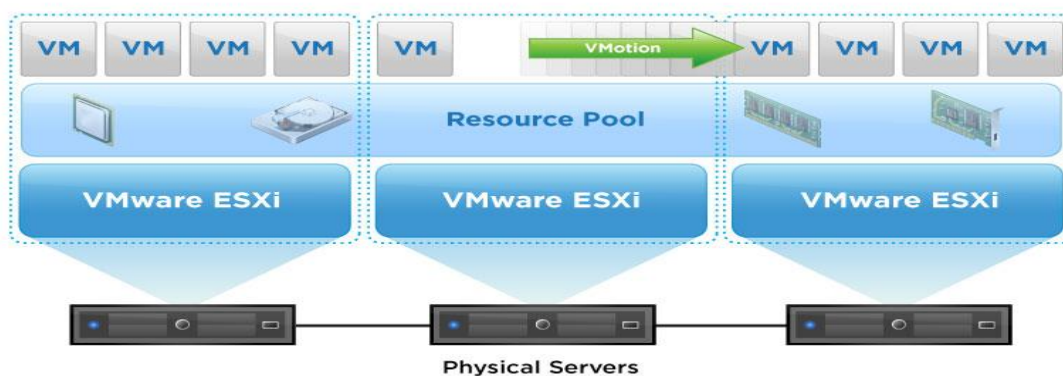 VM VM VM VM VM VMotion VM VM VM VM
Resource Pool
VMware ESXi VMware ESXi VMware ESXi
Physical Servers